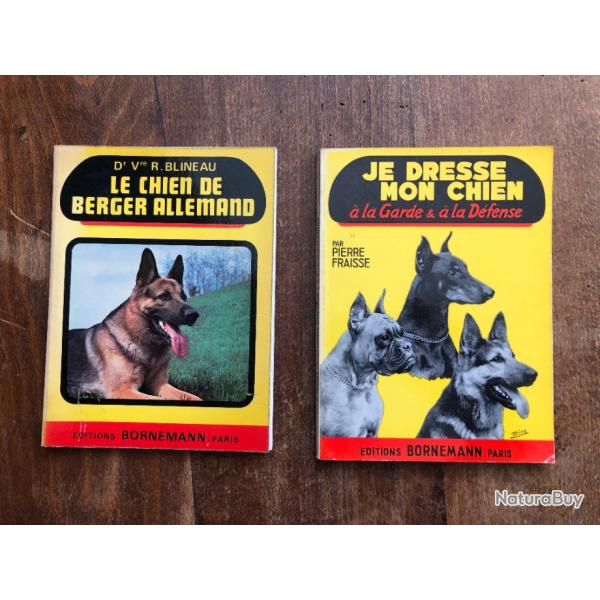 Dr Vre R. BLINEAU
LE CHIEN DE
BERGER ALLEMAND
EDITIONS BORNEMANN. PARIS
JE DRESSE
MON CHIEN
à la Garde & à la Défense
PAR
PIERRE
FRAISSE
EDITIONS BORNEMANN. PARIS
NaturaBuy